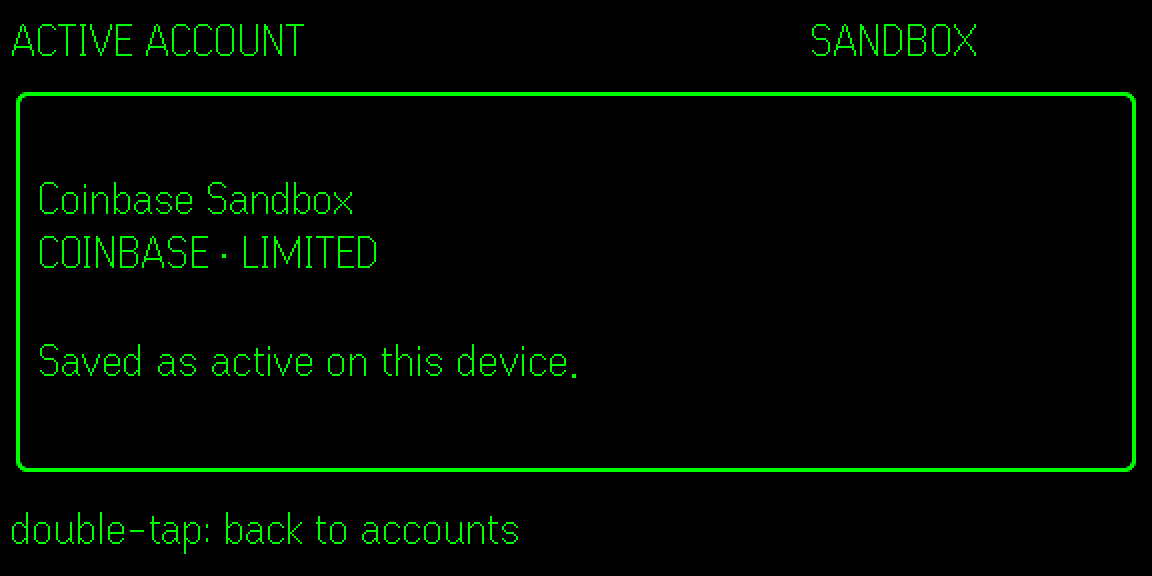 ACTIVE ACCOUNT SANDBOX
Coinbase Sandbox
COINBASE · LIMITED
Saved as active on this device.
double-tap: back to accounts